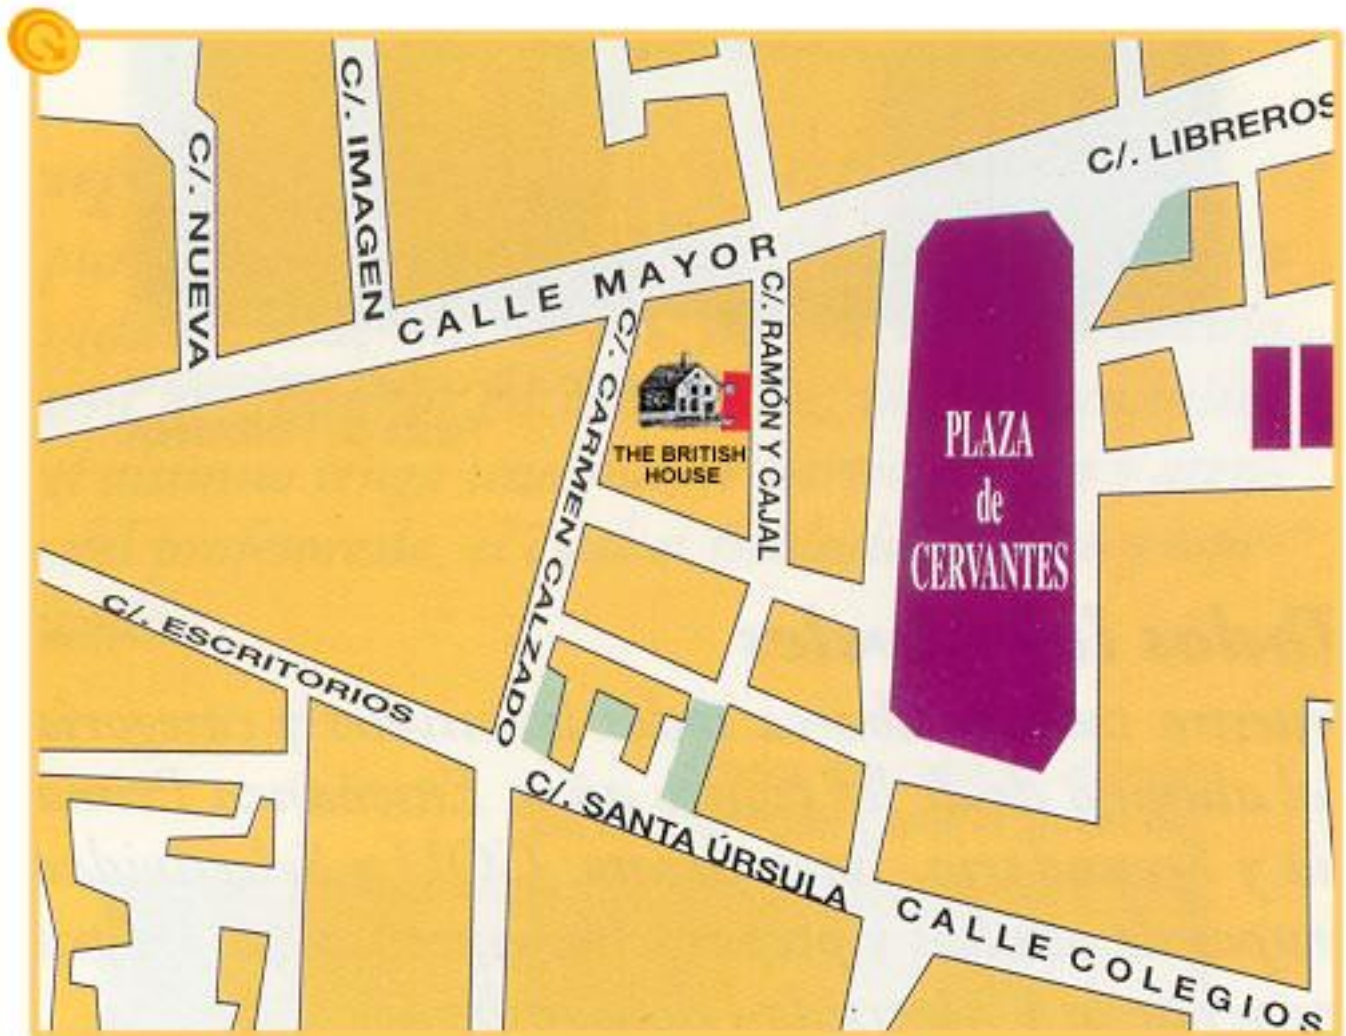 C/. IMAGEN
C/. NUEVA
C/. LIBREROS
CALLE MAYOR
C/. CARMEN CALZADO
C/. RAMÓN Y CAJAL
THE BRITISH
HOUSE
PLAZA
de
CERVANTES
C/. ESCRITORIOS
C/. SANTA ÚRSULA
CALLE COLEGIOS